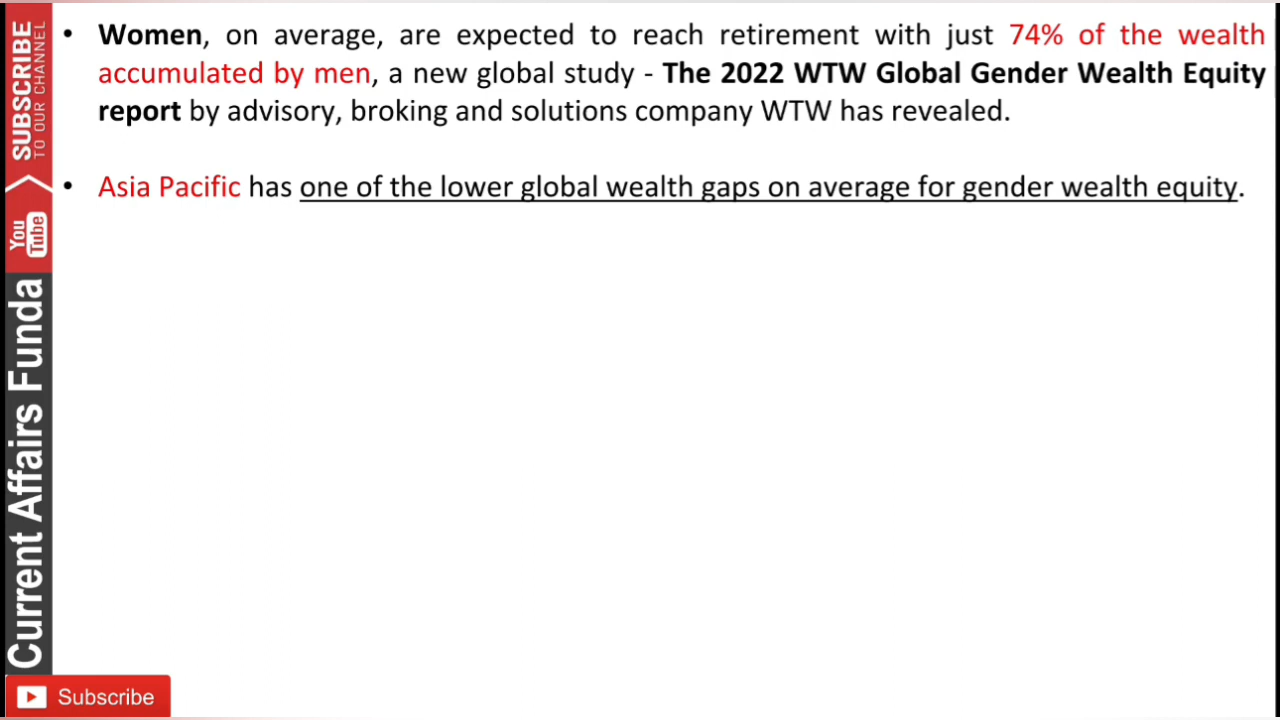 • Women, on average, are expected to reach retirement with just 74% of the wealth
accumulated by men, a new global study - The 2022 WTW Global Gender Wealth Equity
report by advisory, broking and solutions company WTW has revealed.
• Asia Pacific has one of the lower global wealth gaps on average for gender wealth equity.
SUBSCRIBE
TO OUR CHANNEL
You
Tube
Current Affairs Funda
Subscribe